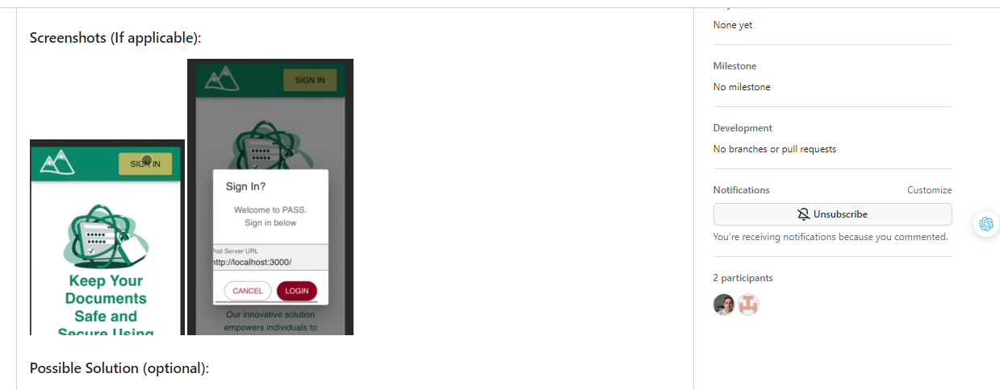 Screenshots (If applicable):
SIGN IN
Keep Your
Documents
Safe and
Secure Using
SIGN IN
Sign In?
Welcome to PASS.
Sign in below
Pod Server URL
http://localhost:3000/
CANCEL
LOGIN
Our innovative solution
empowers individuals to
Possible Solution (optional):
None yet
Milestone
No milestone
Development
No branches or pull requests
Notifications
Customize
Unsubscribe
You're receiving notifications because you commented.
2 participants